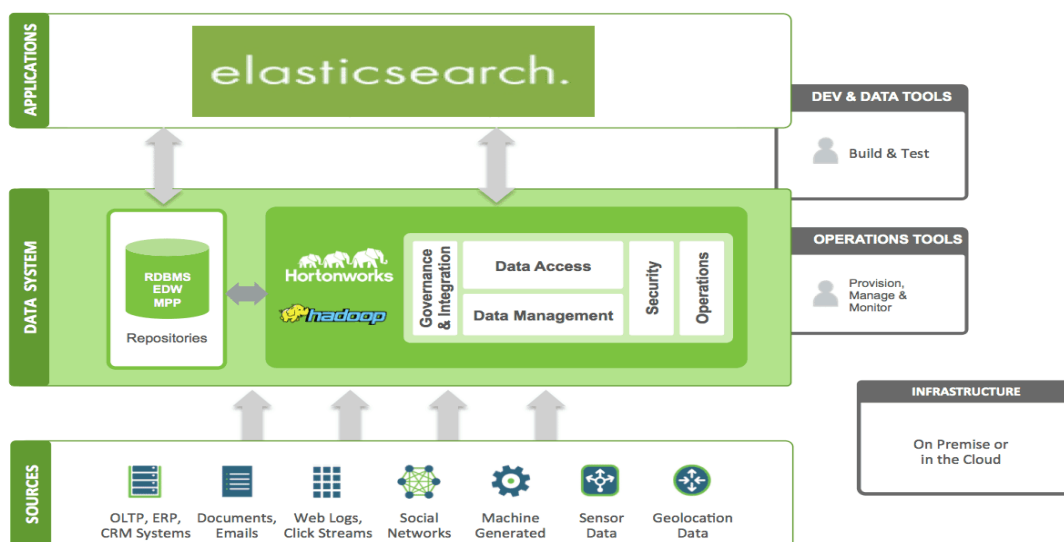 APPLICATIONS
elasticsearch.
DEV & DATA TOOLS
Build & Test
DATA SYSTEM
RDBMS
EDW
MPP
Repositories
Hortonworks
hadoop
Governance
& Integration
Data Access
Data Management
Security
Operations
OPERATIONS TOOLS
Provision,
Manage &
Monitor
INFRASTRUCTURE
On Premise or
in the Cloud
SOURCES
OLTP, ERP,
CRM Systems
Documents,
Emails
Web Logs,
Click Streams
Social
Networks
Machine
Generated
Sensor
Data
Geolocation
Data